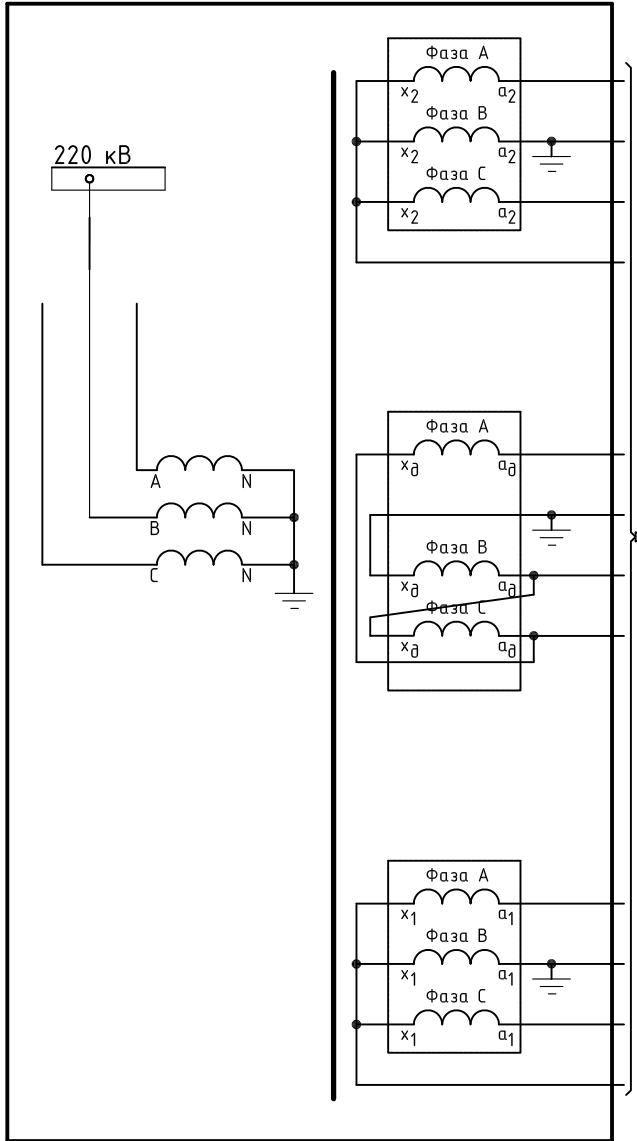 220 кВ
A N
B N
C N
Фаза А
x2 a2
Фаза В
x2 a2
Фаза С
x2 a2
Фаза А
xд aд
Фаза В
xд aд
Фаза С
xд aд
Фаза А
x1 a1
Фаза В
x1 a1
Фаза С
x1 a1